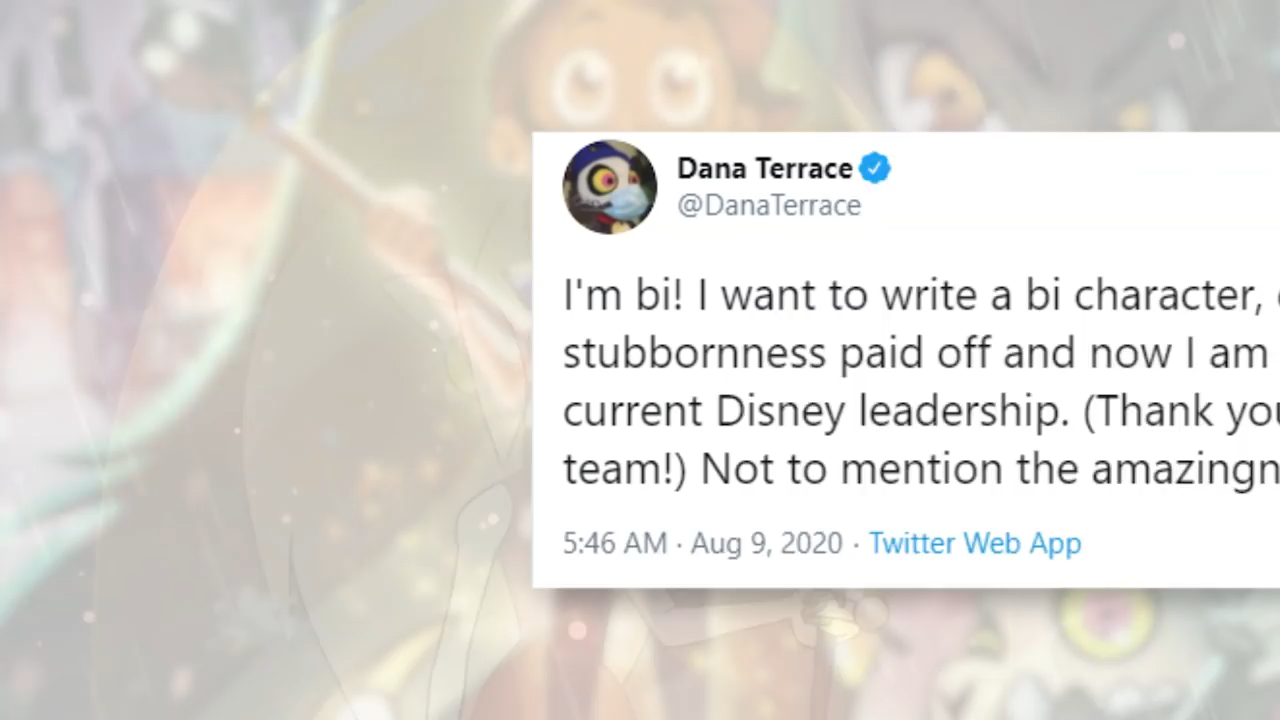 Dana Terrace
@DanaTerrace
I'm bi! I want to write a bi character,
stubbornness paid off and now I am
current Disney leadership. (Thank you
team!) Not to mention the amazingn
5:46 AM · Aug 9, 2020 · Twitter Web App